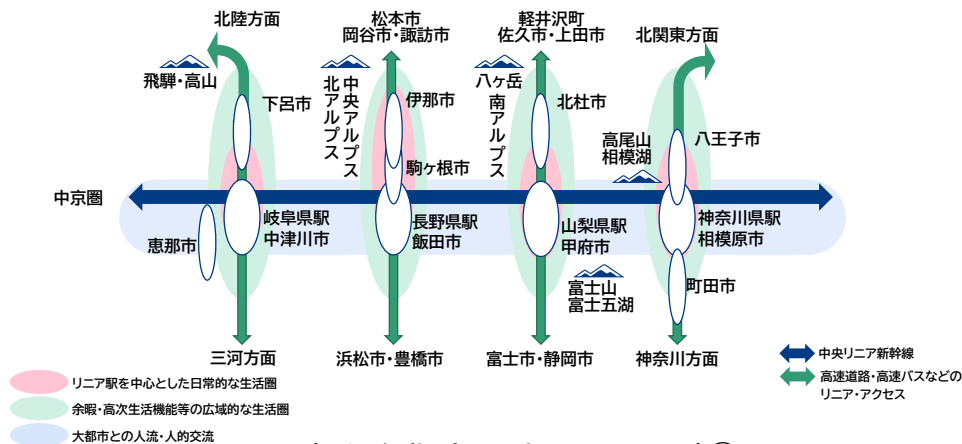 北陸方面
松本市
岡谷市・諏訪市
軽井沢町
佐久市・上田市
北関東方面
飛騨・高山
中央アルプス
北アルプス
八ヶ岳
南アルプス
下呂市
伊那市
北杜市
高尾山
相模湖
八王子市
駒ヶ根市
中京圏
岐阜県駅
中津川市
長野県駅
飯田市
山梨県駅
甲府市
神奈川県駅
相模原市
恵那市
富士山
富士五湖
町田市
三河方面
浜松市・豊橋市
富士市・静岡市
神奈川方面
中央リニア新幹線
高速道路・高速バスなどの
リニア・アクセス
リニア駅を中心とした日常的な生活圏
余暇・高次生活機能等の広域的な生活圏
大都市との人流・人的交流